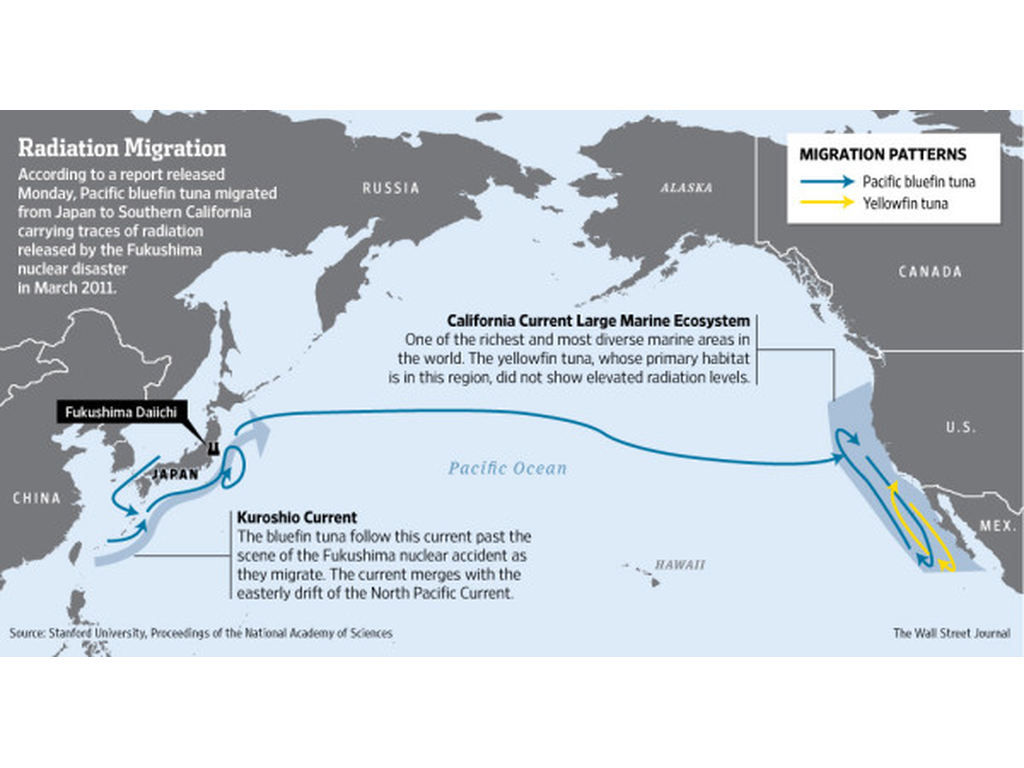 Radiation Migration
According to a report released
Monday, Pacific bluefin tuna migrated
from Japan to Southern California
carrying traces of radiation
released by the Fukushima
nuclear disaster
in March 2011.
RUSSIA
ALASKA
MIGRATION PATTERNS
Pacific bluefin tuna
Yellowfin tuna
CANADA
California Current Large Marine Ecosystem
One of the richest and most diverse marine areas in
the world. The yellowfin tuna, whose primary habitat
is in this region, did not show elevated radiation levels.
Fukushima Daiichi
U.S.
JAPAN
Pacific Ocean
CHINA
MEX.
Kuroshio Current
The bluefin tuna follow this current past the
scene of the Fukushima nuclear accident as
they migrate. The current merges with the
easterly drift of the North Pacific Current.
HAWAII
Source: Stanford University, Proceedings of the National Academy of Sciences
The Wall Street Journal